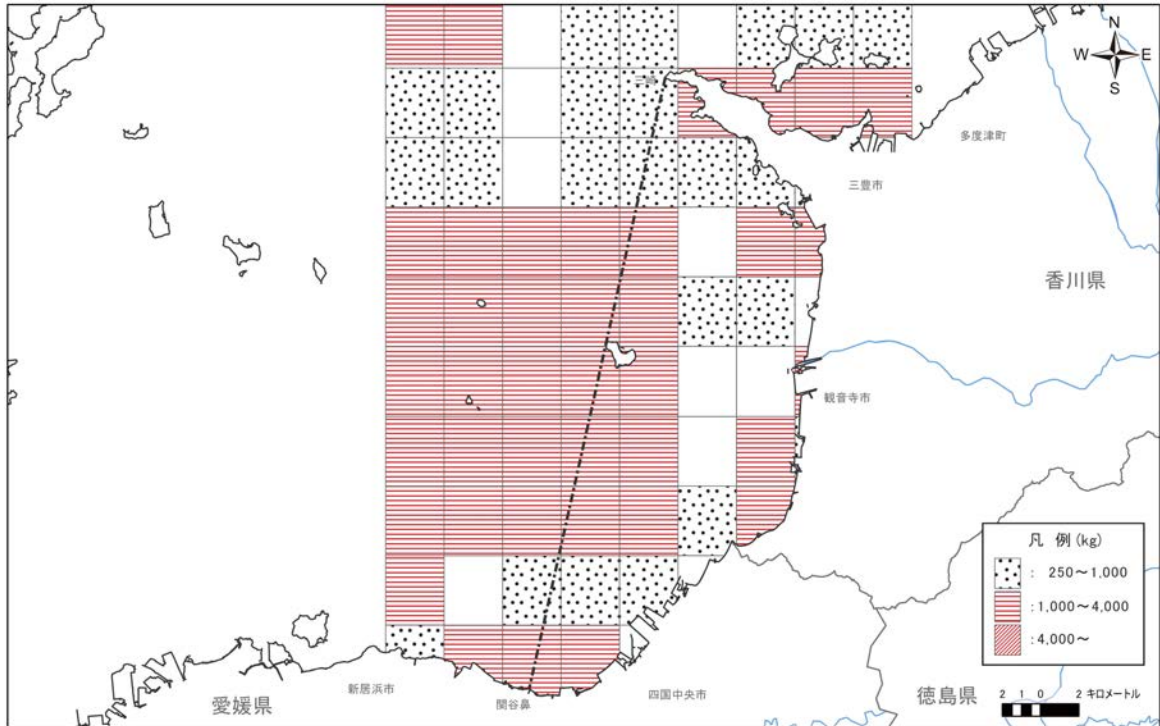 N
W E
S
三崎
多度津町
三豊市
香川県
観音寺市
凡 例 (kg)
: 250～1,000
:1,000～4,000
:4,000～
新居浜市
愛媛県
関谷鼻
四国中央市
徳島県
2 1 0 2 キロメートル